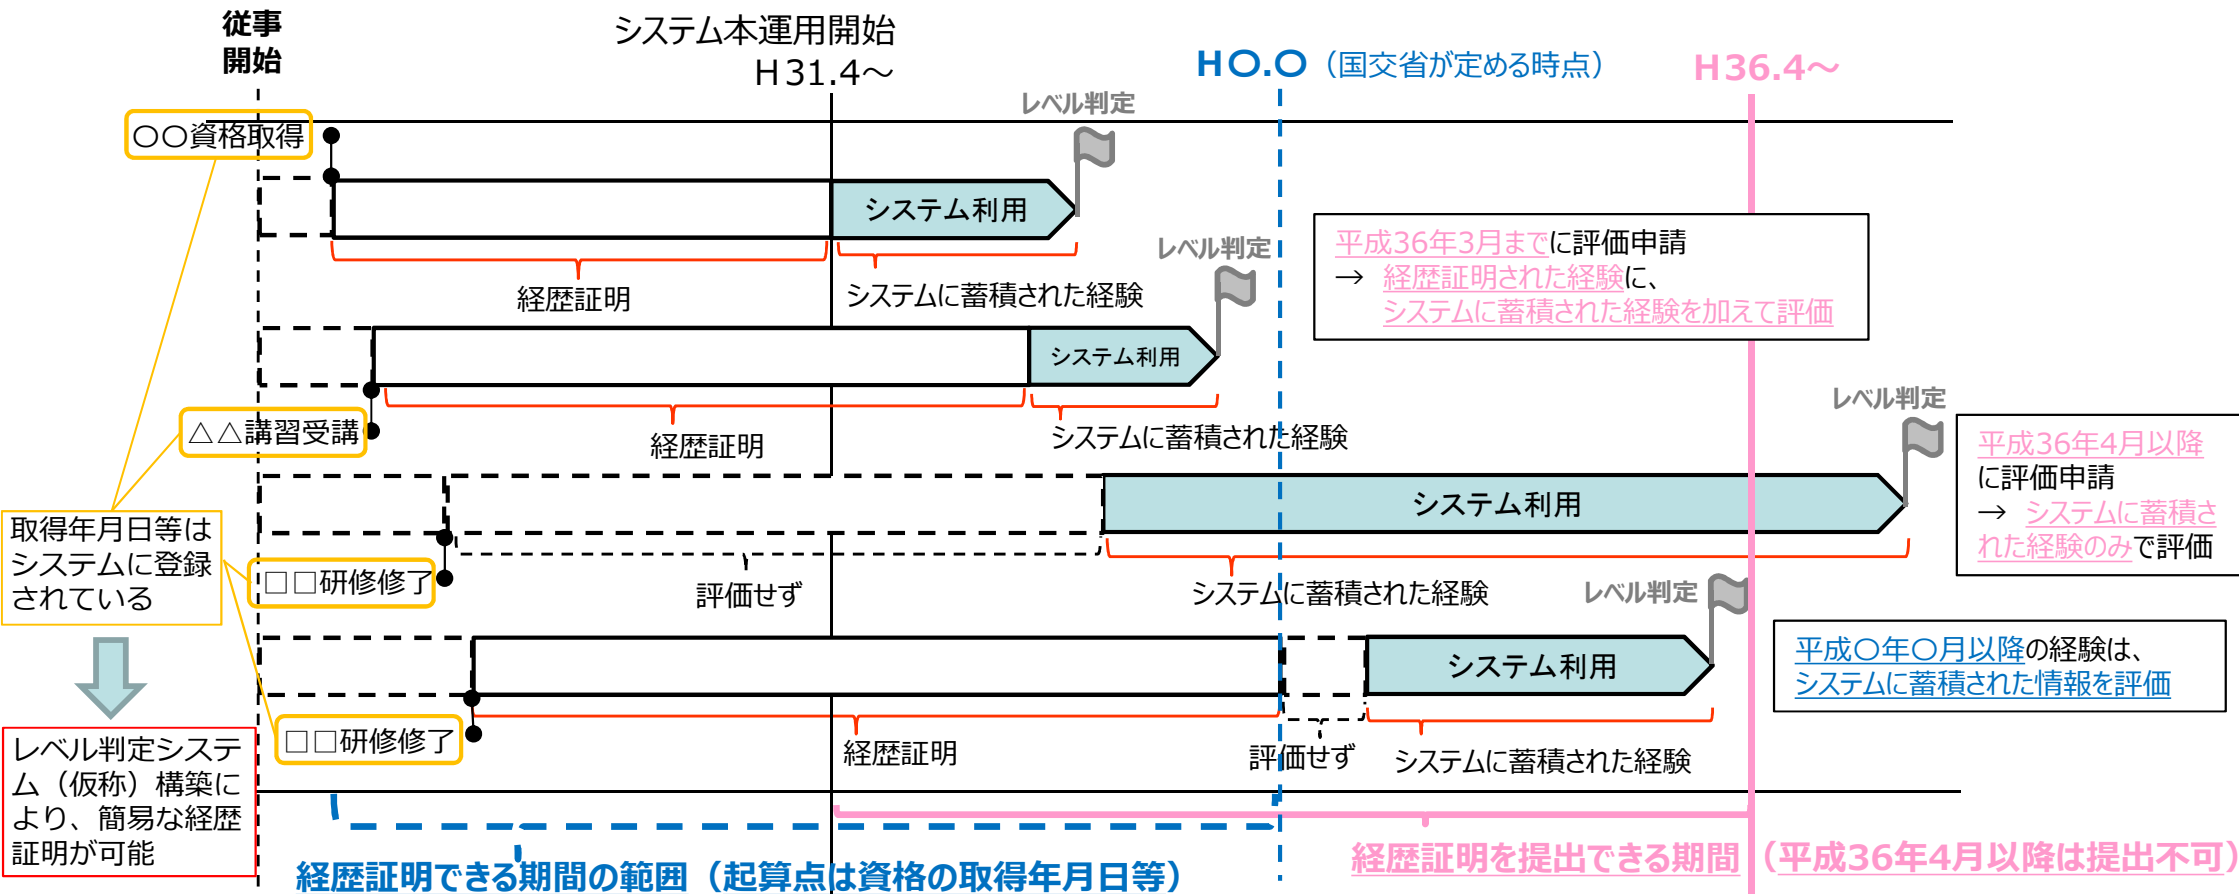 従事
開始
システム本運用開始
H31.4～
H〇.〇（国交省が定める時点）
H36.4～
〇〇資格取得
レベル判定
システム利用
経歴証明
システムに蓄積された経験
レベル判定
平成36年3月までに評価申請
→ 経歴証明された経験に、
システムに蓄積された経験を加えて評価
システム利用
△△講習受講
経歴証明
システムに蓄積された経験
レベル判定
平成36年4月以降
に評価申請
→ システムに蓄積さ
れた経験のみで評価
システム利用
取得年月日等は
システムに登録
されている
□□研修修了
評価せず
システムに蓄積された経験
レベル判定
システム利用
平成〇年〇月以降の経験は、
システムに蓄積された情報を評価
□□研修修了
経歴証明
評価せず
システムに蓄積された経験
レベル判定システ
ム（仮称）構築に
より、簡易な経歴
証明が可能
経歴証明できる期間の範囲（起算点は資格の取得年月日等）
経歴証明を提出できる期間（平成36年4月以降は提出不可）